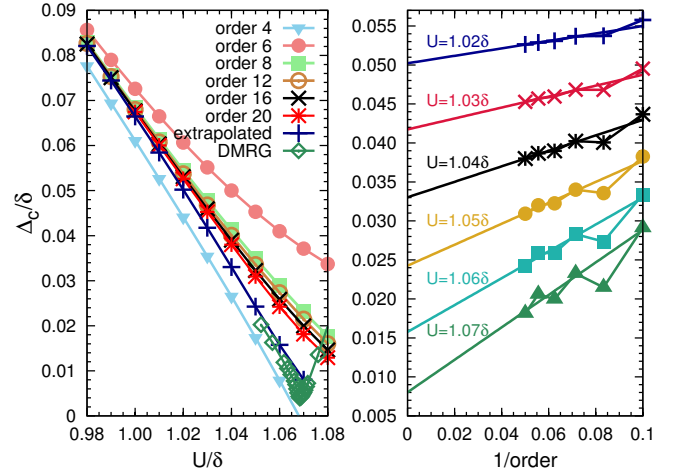 0.09
0.08
0.07
0.06
0.05
0.04
0.03
0.02
0.01
0
Δc/δ
0.98
1.00
1.02
1.04
1.06
1.08
U/δ
order 4
order 6
order 8
order 12
order 16
order 20
extrapolated
DMRG
0.055
0.050
0.045
0.040
0.035
0.030
0.025
0.020
0.015
0.010
0.005
U=1.02δ
U=1.03δ
U=1.04δ
U=1.05δ
U=1.06δ
U=1.07δ
0
0.02
0.04
0.06
0.08
0.1
1/order